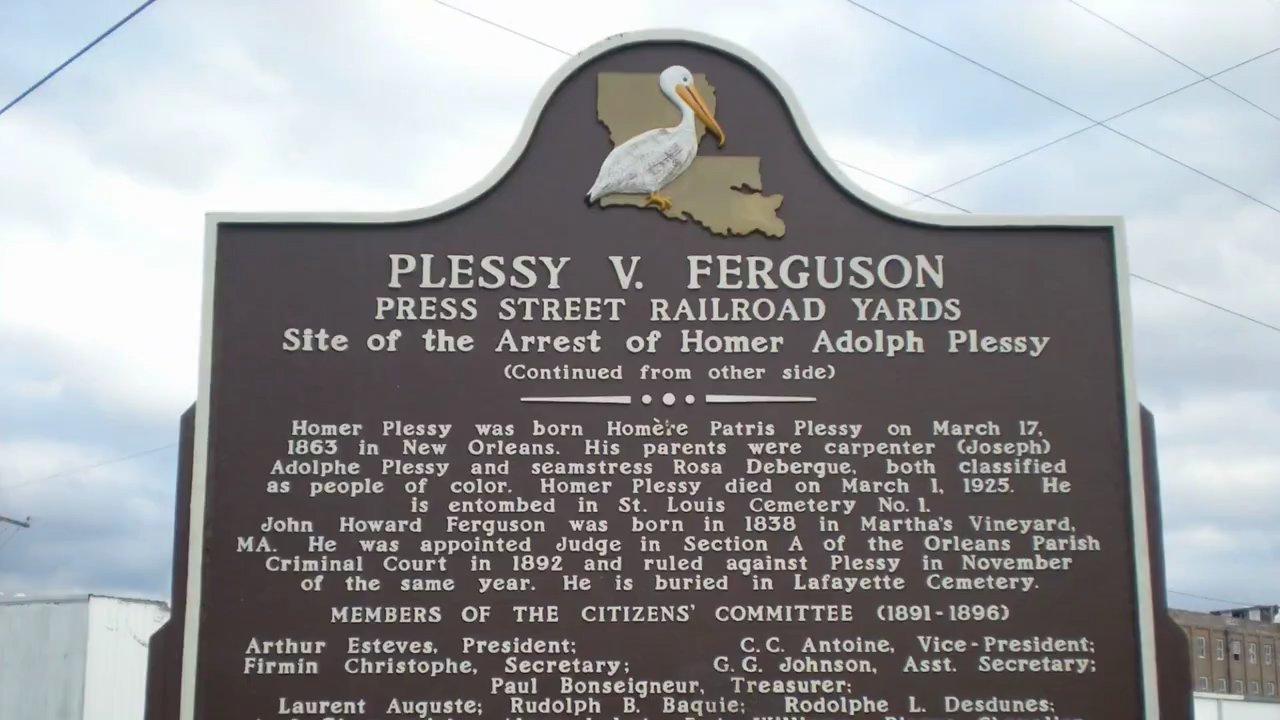 PLESSY V. FERGUSON
PRESS STREET RAILROAD YARDS
Site of the Arrest of Homer Adolph Plessy
(Continued from other side)
Homer Plessy was born Homère Patris Plessy on March 17,
1863 in New Orleans. His parents were carpenter (Joseph)
Adolphe Plessy and seamstress Rosa Debergue, both classified
as people of color. Homer Plessy died on March 1, 1925. He
is entombed in St. Louis Cemetery No. 1.
John Howard Ferguson was born in 1838 in Martha's Vineyard,
MA. He was appointed Judge in Section A of the Orleans Parish
Criminal Court in 1892 and ruled against Plessy in November
of the same year. He is buried in Lafayette Cemetery.
MEMBERS OF THE CITIZENS' COMMITTEE (1891-1896)
Arthur Esteves, President; C. C. Antoine, Vice-President;
Firmin Christophe, Secretary; G. G. Johnson, Asst. Secretary;
Paul Bonseigneur, Treasurer;
Laurent Auguste; Rudolph B. Baquie; Rodolphe L. Desdunes;